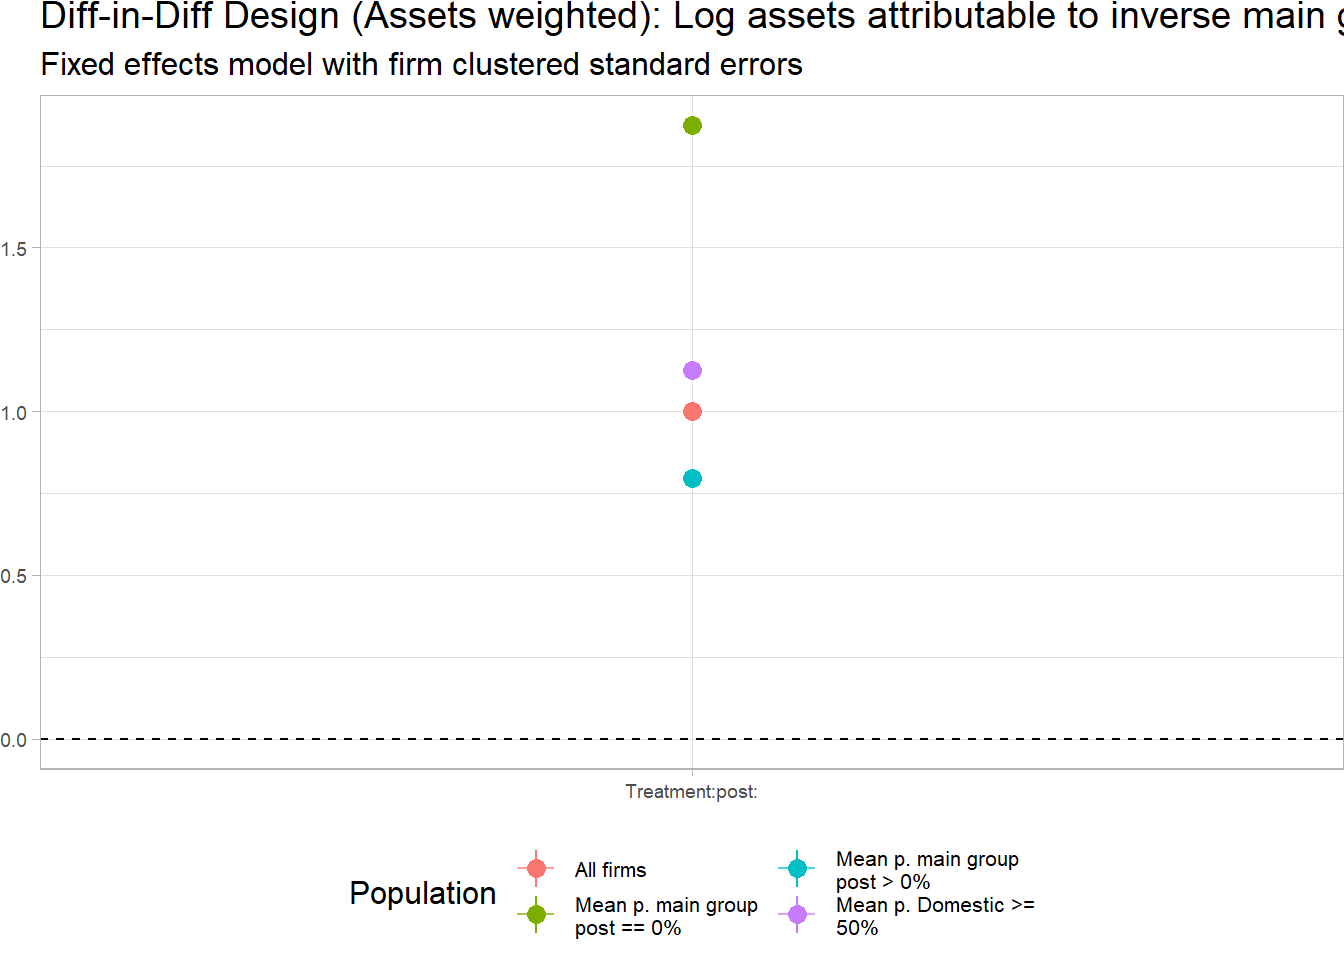 Diff-in-Diff Design (Assets weighted): Log assets attributable to inverse main
Fixed effects model with firm clustered standard errors
1.5
1.0
0.5
0.0
Treatment:post:
Population
All firms
Mean p. main group
post == 0%
Mean p. main group
post > 0%
Mean p. Domestic >=
50%